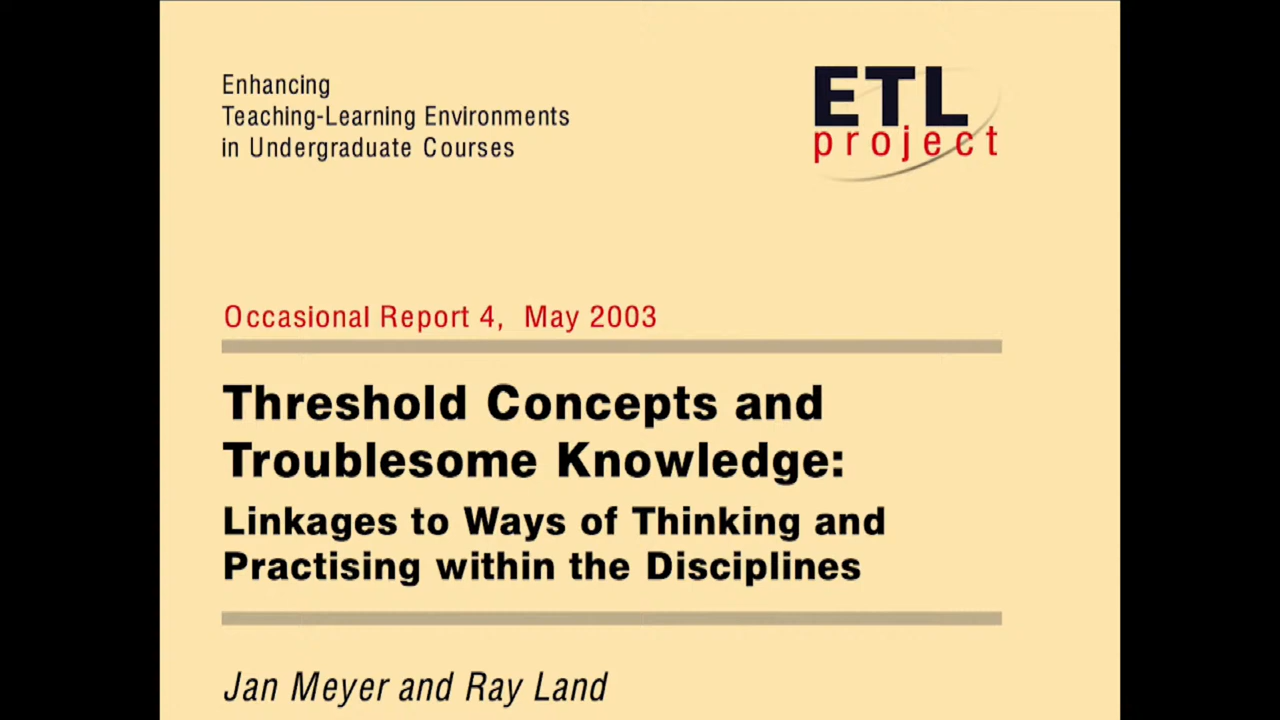 Enhancing
Teaching-Learning Environments
in Undergraduate Courses
ETL
project
Occasional Report 4, May 2003
Threshold Concepts and
Troublesome Knowledge:
Linkages to Ways of Thinking and
Practising within the Disciplines
Jan Meyer and Ray Land